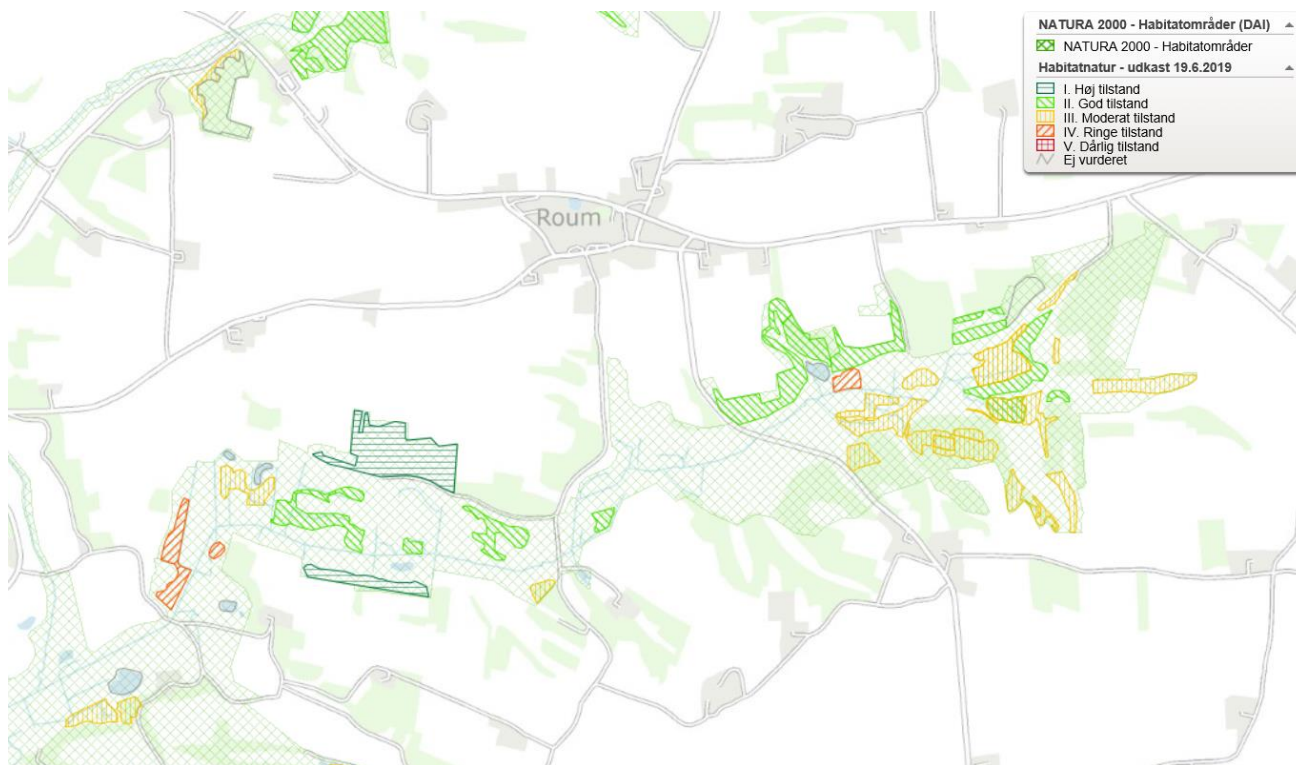 NATURA 2000 - Habitatområder (DAI)
NATURA 2000 - Habitatområder
Habitatnatur - udkast 19.6.2019
I. Høj tilstand
II. God tilstand
III. Moderat tilstand
IV. Ringe tilstand
V. Dårlig tilstand
Ej vurderet
Roum